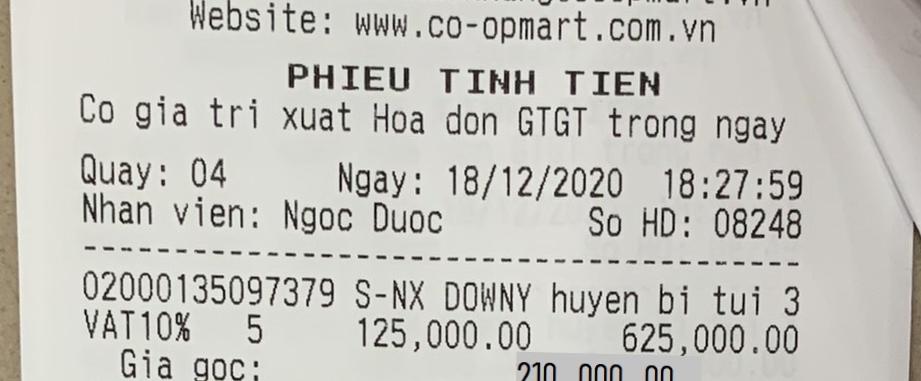 Website: www.co-opmart.com.vn
PHIEU TINH TIEN
Co gia tri xuat Hoa don GTGT trong ngay
Quay: 04 Ngay: 18/12/2020 18:27:59
Nhan vien: Ngoc Duoc So HD: 08248
--------------------------------------------------
02000135097379 S-NX DOWNY huyen bi tui 3
VAT10% 5 125,000.00 625,000.00
Gia goc: 210,000.00